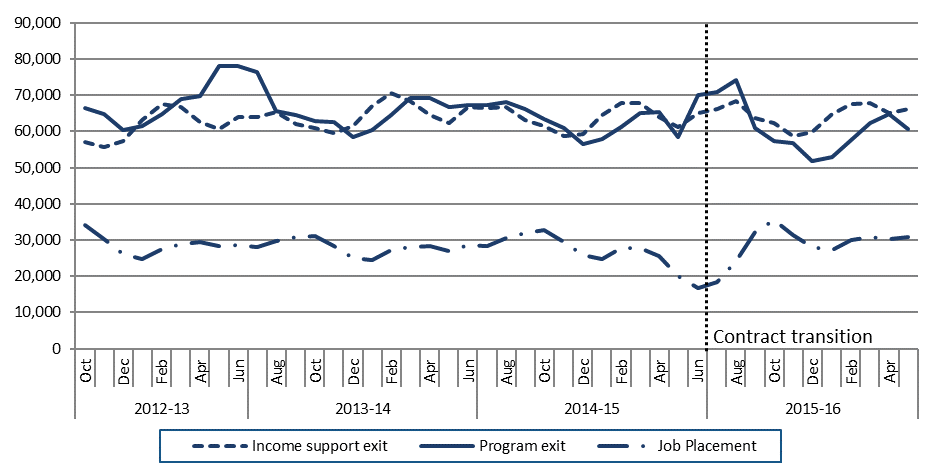 90,000
80,000
70,000
60,000
50,000
40,000
30,000
20,000
10,000
0
Contract transition
Oct Dec Feb Apr Jun Aug Oct Dec Feb Apr Jun Aug Oct Dec Feb Apr Jun Aug Oct Dec Feb Apr
2012-13 2013-14 2014-15 2015-16
Income support exit Program exit Job Placement